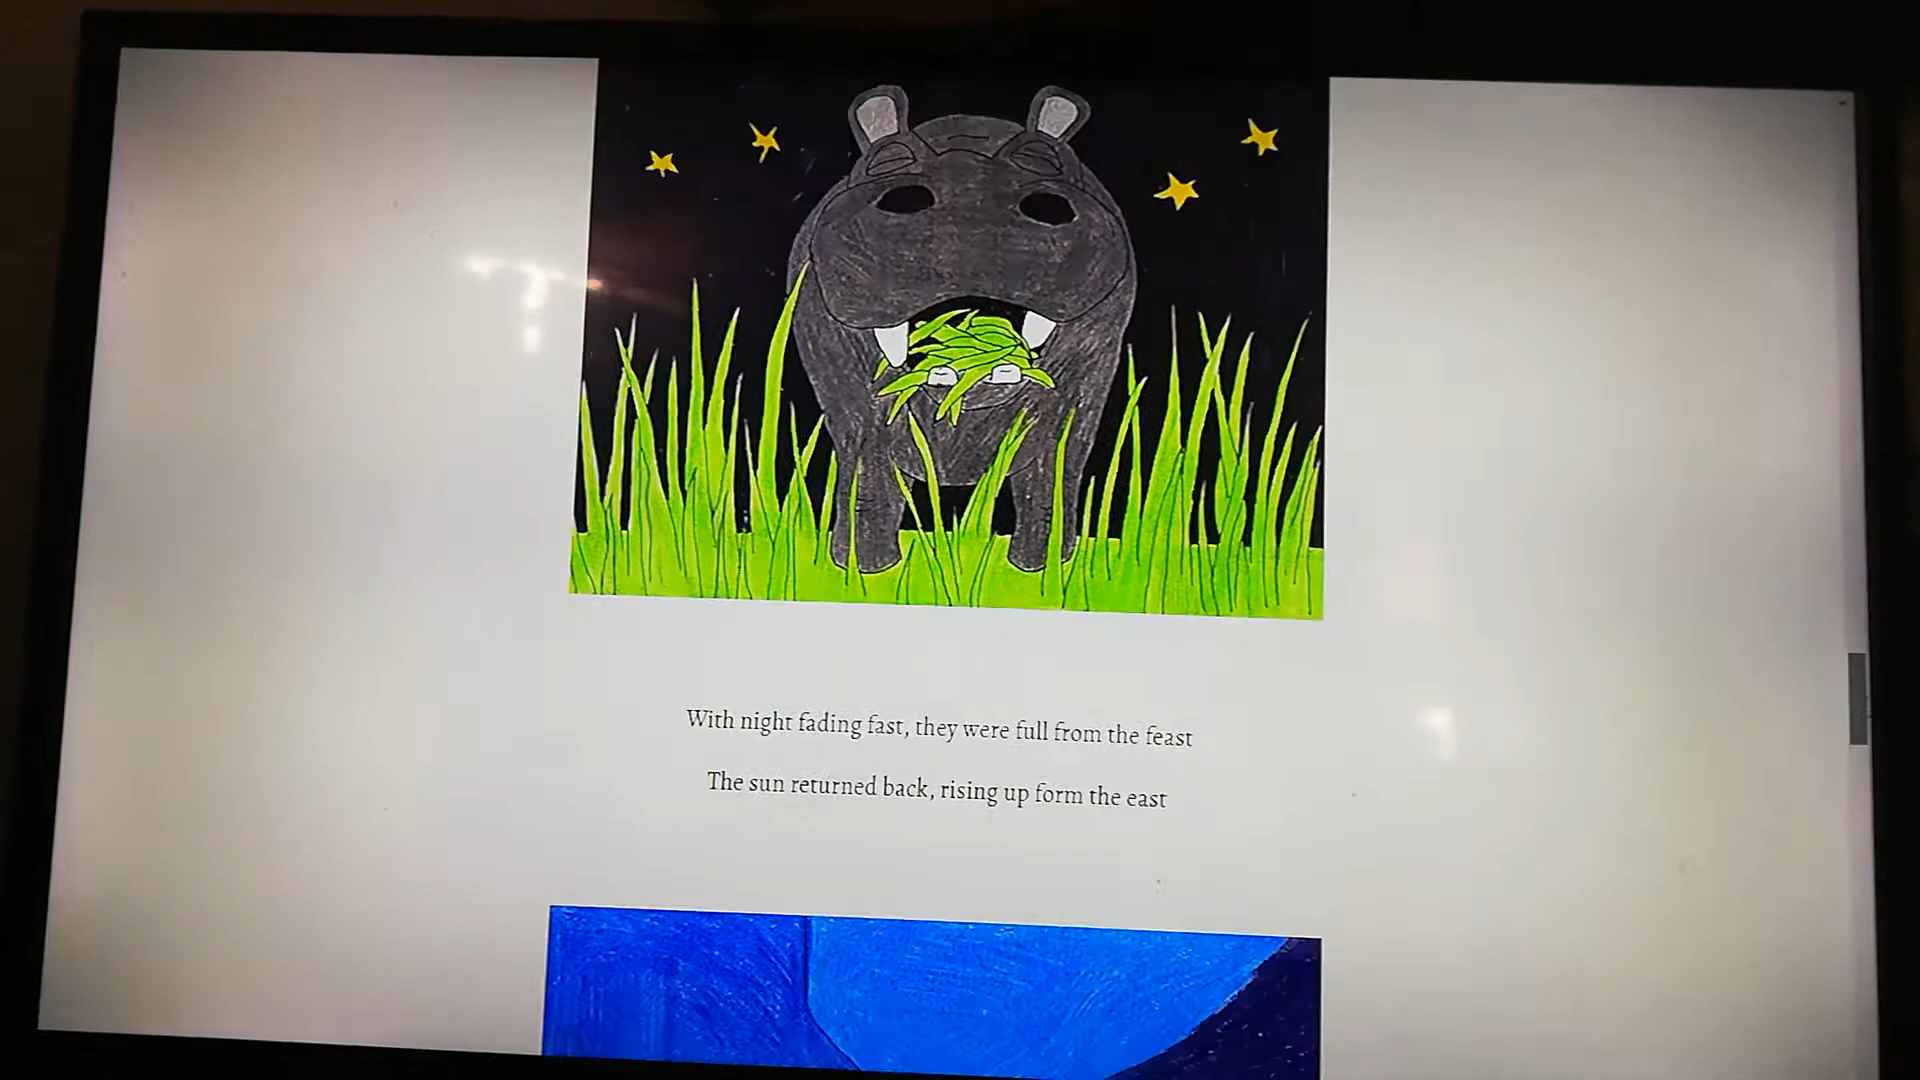 With night fading fast, they were full from the feast
The sun returned back, rising up form the east